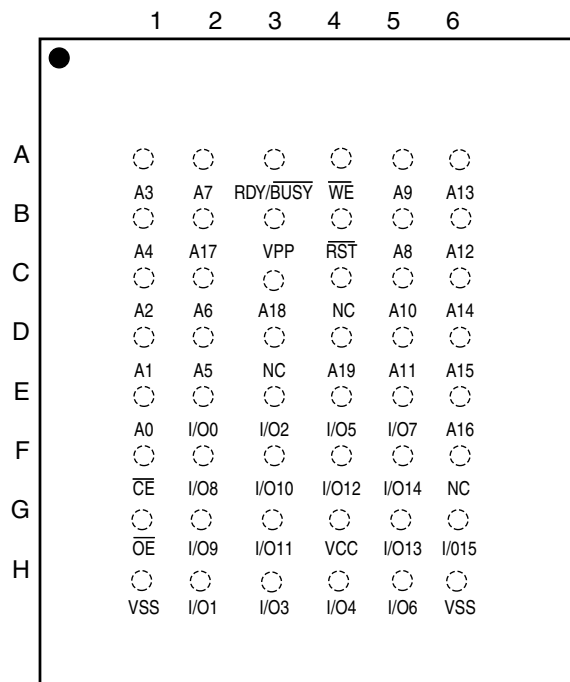 1 2 3 4 5 6
A
A3 A7 RDY/BUSY WE A9 A13
B
A4 A17 VPP RST A8 A12
C
A2 A6 A18 NC A10 A14
D
A1 A5 NC A19 A11 A15
E
A0 I/O0 I/O2 I/O5 I/O7 A16
F
CE I/O8 I/O10 I/O12 I/O14 NC
G
OE I/O9 I/O11 VCC I/O13 I/015
H
VSS I/O1 I/O3 I/O4 I/O6 VSS